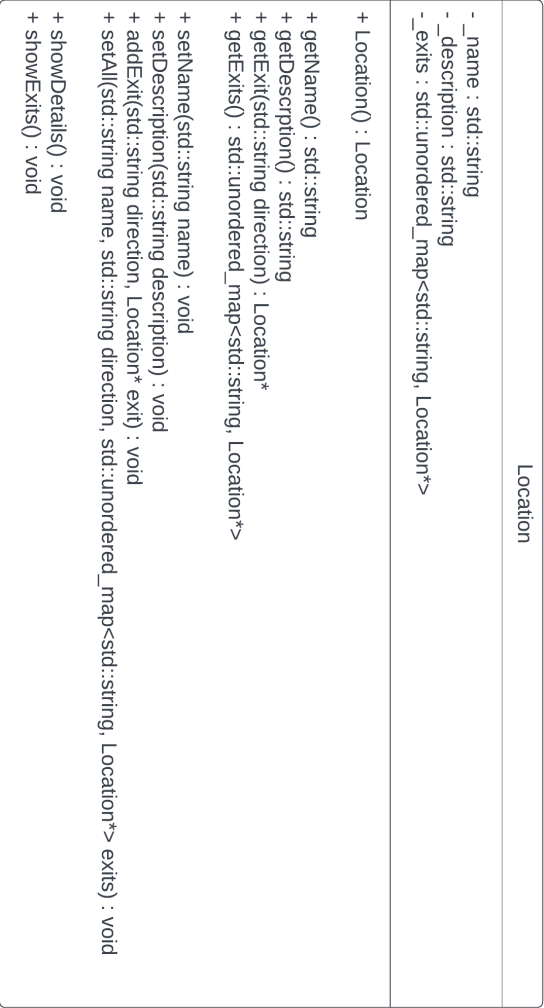 Location
- _name : std::string
- _description : std::string
- _exits : std::unordered_map<std::string, Location*>
+ Location() : Location
+ getName() : std::string
+ getDescrption() : std::string
+ getExit(std::string direction) : Location*
+ getExits() : std::unordered_map<std::string, Location*>
+ setName(std::string name) : void
+ setDescription(std::string description) : void
+ addExit(std::string direction, Location* exit) : void
+ setAll(std::string name, std::string direction, std::unordered_map<std::string, Location*> exits) : void
+ showDetails() : void
+ showExits() : void